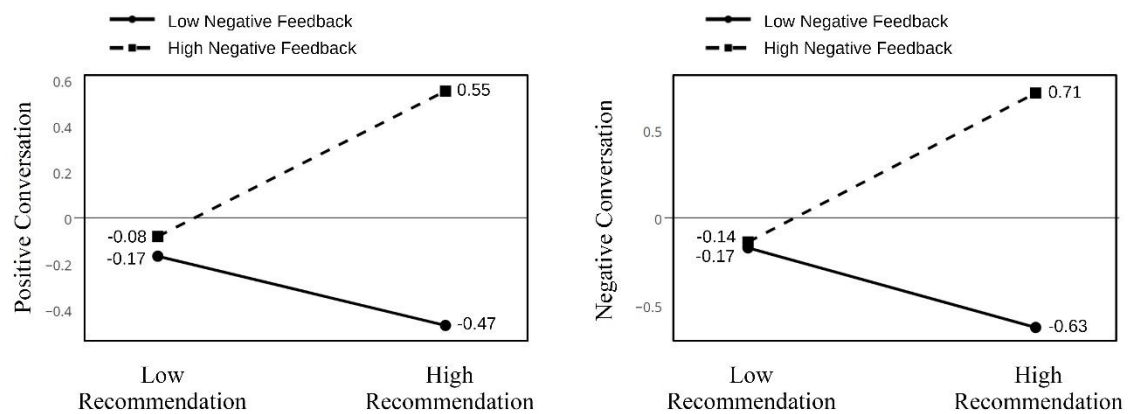 Low Negative Feedback
High Negative Feedback
Positive Conversation
0.6
0.4
0.2
0
−0.2
−0.4
0.55
-0.08
-0.17
-0.47
Low
Recommendation
High
Recommendation
Low Negative Feedback
High Negative Feedback
Negative Conversation
0.5
0
−0.5
0.71
-0.14
-0.17
-0.63
Low
Recommendation
High
Recommendation